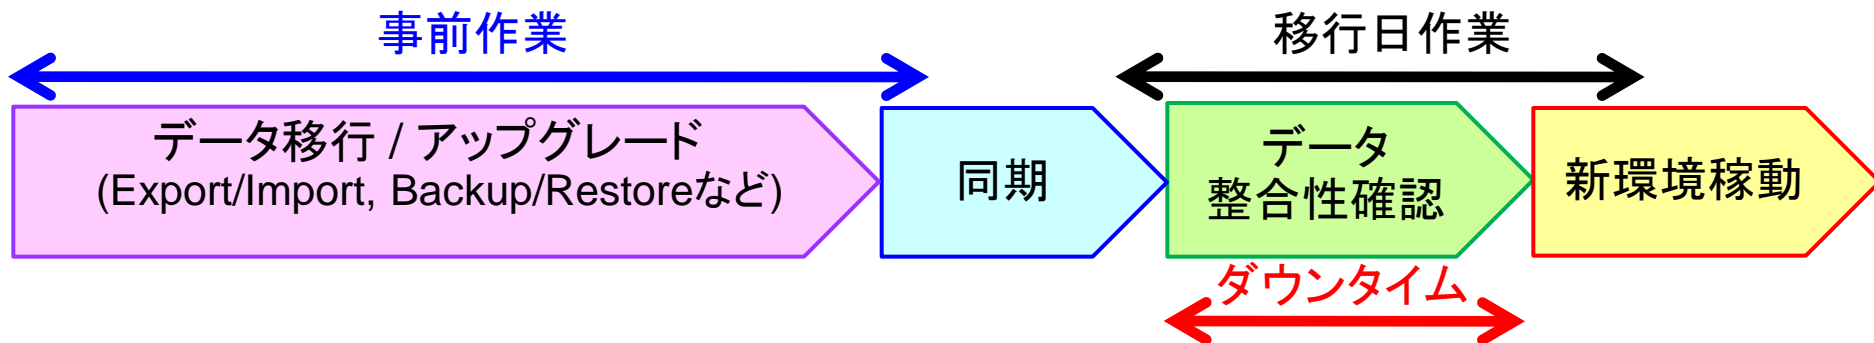 事前作業
移行日作業
データ移行 / アップグレード
(Export/Import, Backup/Restoreなど)
同期
データ
整合性確認
新環境稼動
ダウンタイム